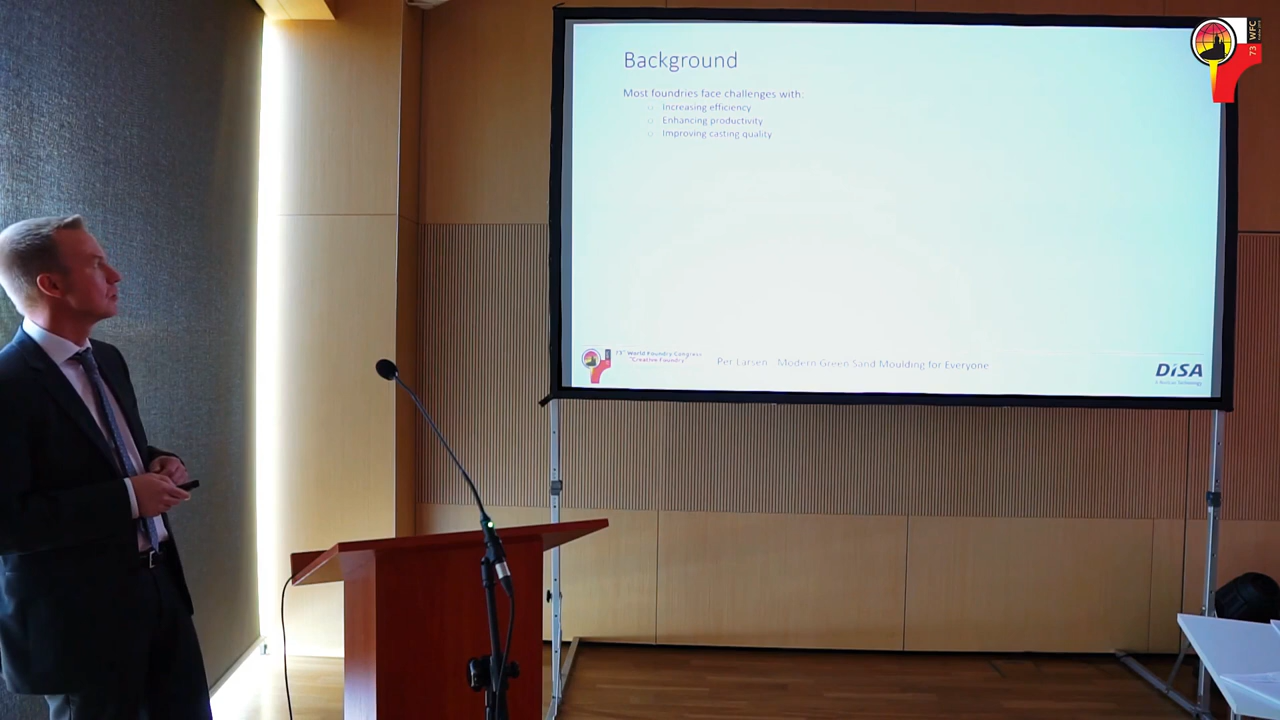 Background
Most foundries face challenges with:
Increasing efficiency
Enhancing productivity
Improving casting quality
73rd World Foundry Congress
"Creative Foundry"
Per Larsen Modern Green Sand Moulding for Everyone
DISA
73 WFC